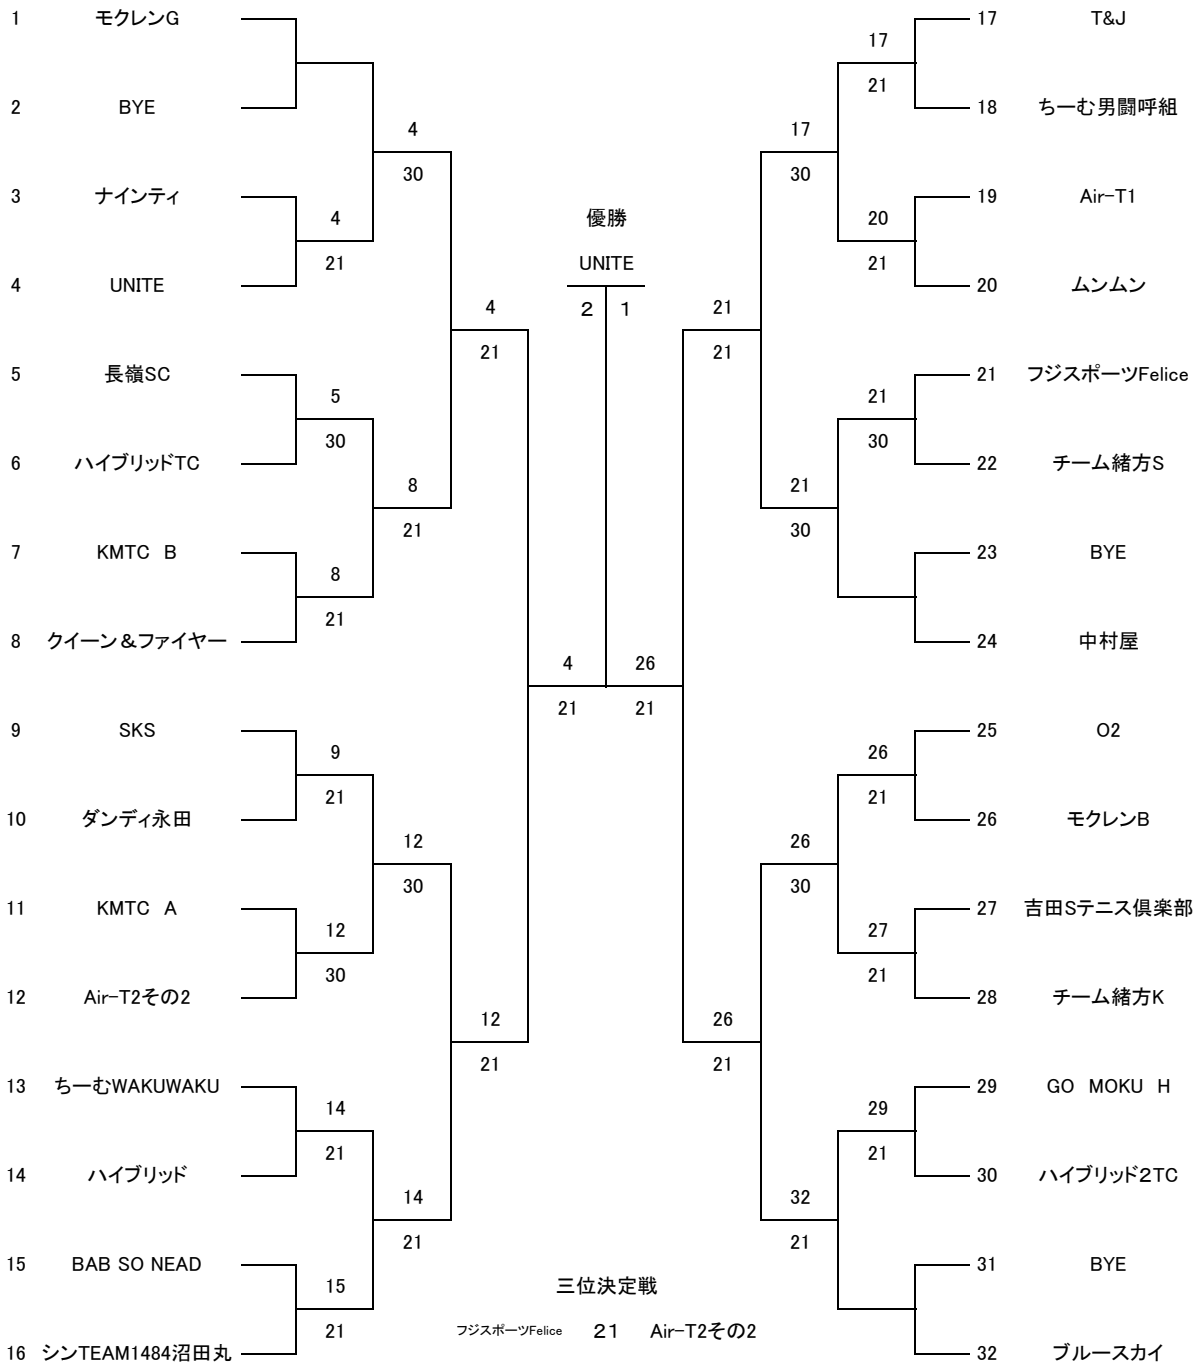 1 モクレンG
17 T&J
17
21
2 BYE
18 ちーむ男闘呼組
4
30
17
30
3 ナインティ
19 Air-T1
4
21
優勝
20
21
4 UNITE
UNITE
20 ムンムン
4
21
2 1
21
21
5 長嶺SC
21 フジスポーツFelice
5
30
21
30
6 ハイブリッドTC
22 チーム緒方S
8
21
21
30
7 KMTC B
23 BYE
8
21
8 クイーン&ファイヤー
24 中村屋
4
21
26
21
9 SKS
25 O2
9
21
26
21
10 ダンディ永田
26 モクレンB
12
30
26
30
11 KMTC A
27 吉田Sテニス倶楽部
12
30
27
21
12 Air-T2その2
28 チーム緒方K
12
21
26
21
13 ちーむWAKUWAKU
29 GO MOKU H
14
21
29
21
14 ハイブリッド
30 ハイブリッド2TC
14
21
32
21
15 BAB SO NEAD
31 BYE
15
21
三位決定戦
フジスポーツFelice 21 Air-T2その2
16 シンTEAM1484沼田丸
32 ブルースカイ